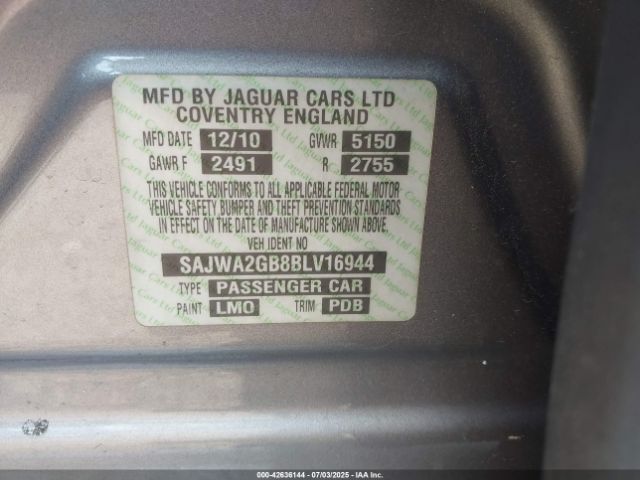 MFD BY JAGUAR CARS LTD
COVENTRY ENGLAND
MFD DATE 12/10 GVWR 5150
GAWR F 2491 R 2755
THIS VEHICLE CONFORMS TO ALL APPLICABLE FEDERAL MOTOR
VEHICLE SAFETY, BUMPER AND THEFT PREVENTION STANDARDS
IN EFFECT ON THE DATE OF MANUFACTURE SHOWN ABOVE.
VEH IDENT NO
SAJWA2GB8BLV16944
TYPE PASSENGER CAR
PAINT LMO TRIM PDB
000-42636144 - 07/03/2025 - IAA Inc.